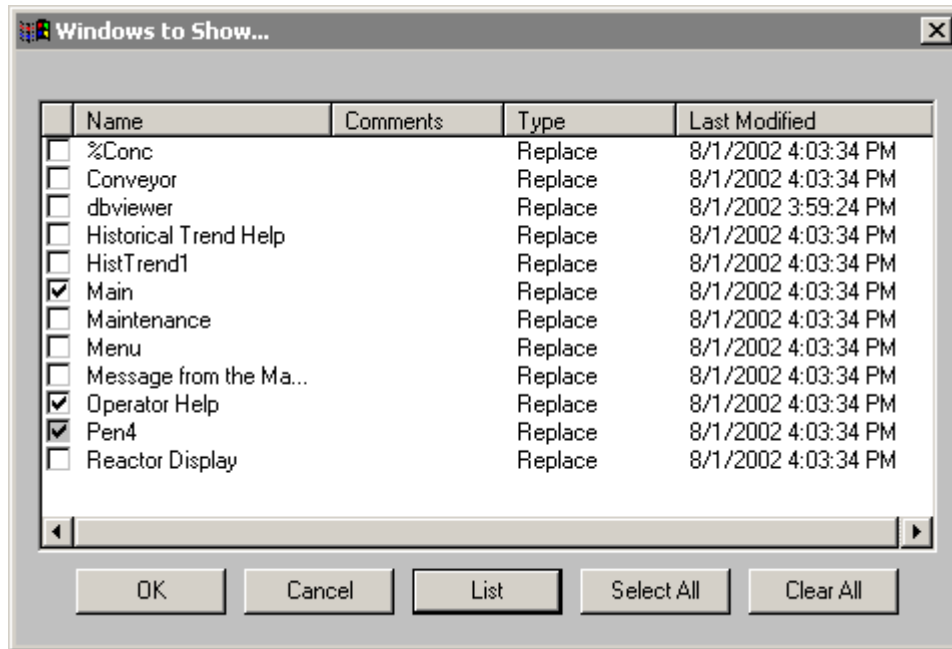 Windows to Show...
Name Comments Type Last Modified
%Conc Replace 8/1/2002 4:03:34 PM
Conveyor Replace 8/1/2002 4:03:34 PM
dbviewer Replace 8/1/2002 3:59:24 PM
Historical Trend Help Replace 8/1/2002 4:03:34 PM
HistTrend1 Replace 8/1/2002 4:03:34 PM
Main Replace 8/1/2002 4:03:34 PM
Maintenance Replace 8/1/2002 4:03:34 PM
Menu Replace 8/1/2002 4:03:34 PM
Message from the Ma... Replace 8/1/2002 4:03:34 PM
Operator Help Replace 8/1/2002 4:03:34 PM
Pen4 Replace 8/1/2002 4:03:34 PM
Reactor Display Replace 8/1/2002 4:03:34 PM
OK Cancel List Select All Clear All